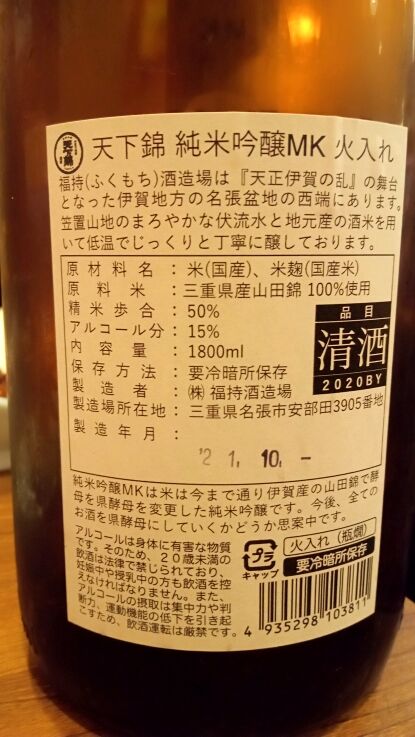 天下錦
天下錦 純米吟醸MK 火入れ
福持(ふくもち)酒造場は『天正伊賀の乱』の舞台
となった伊賀地方の名張盆地の西端にあります。
笠置山地のまろやかな伏流水と地元産の酒米を用
いて低温でじっくりと丁寧に醸しております。
原材料名：米(国産)、米麹(国産米)
原料米：三重県産山田錦 100%使用
精米歩合：50%
アルコール分：15%
内容量：1800ml
保存方法：要冷暗所保存
製造者：㈱ 福持酒造場
製造場所在地：三重県名張市安部田3905番地
製造年月：
'21, 10, -
品目
清酒
2020BY
純米吟醸MKは米は今まで通り伊賀産の山田錦で酵
母を県酵母を変更した純米吟醸です。今後、全ての
お酒を県酵母にしていくかどうか思案中です。
アルコールは身体に有害な物質
です。そのため、２０歳未満の
飲酒は法律で禁じられており、
妊娠中や授乳中の方も飲酒を控
えなければなりません。また、
アルコールの摂取は集中力や判
断力、運動機能の低下を引き起
こすため、飲酒運転は厳禁です。
プラ
キャップ
火入れ（瓶燗）
要冷暗所保存
4 935298 103811